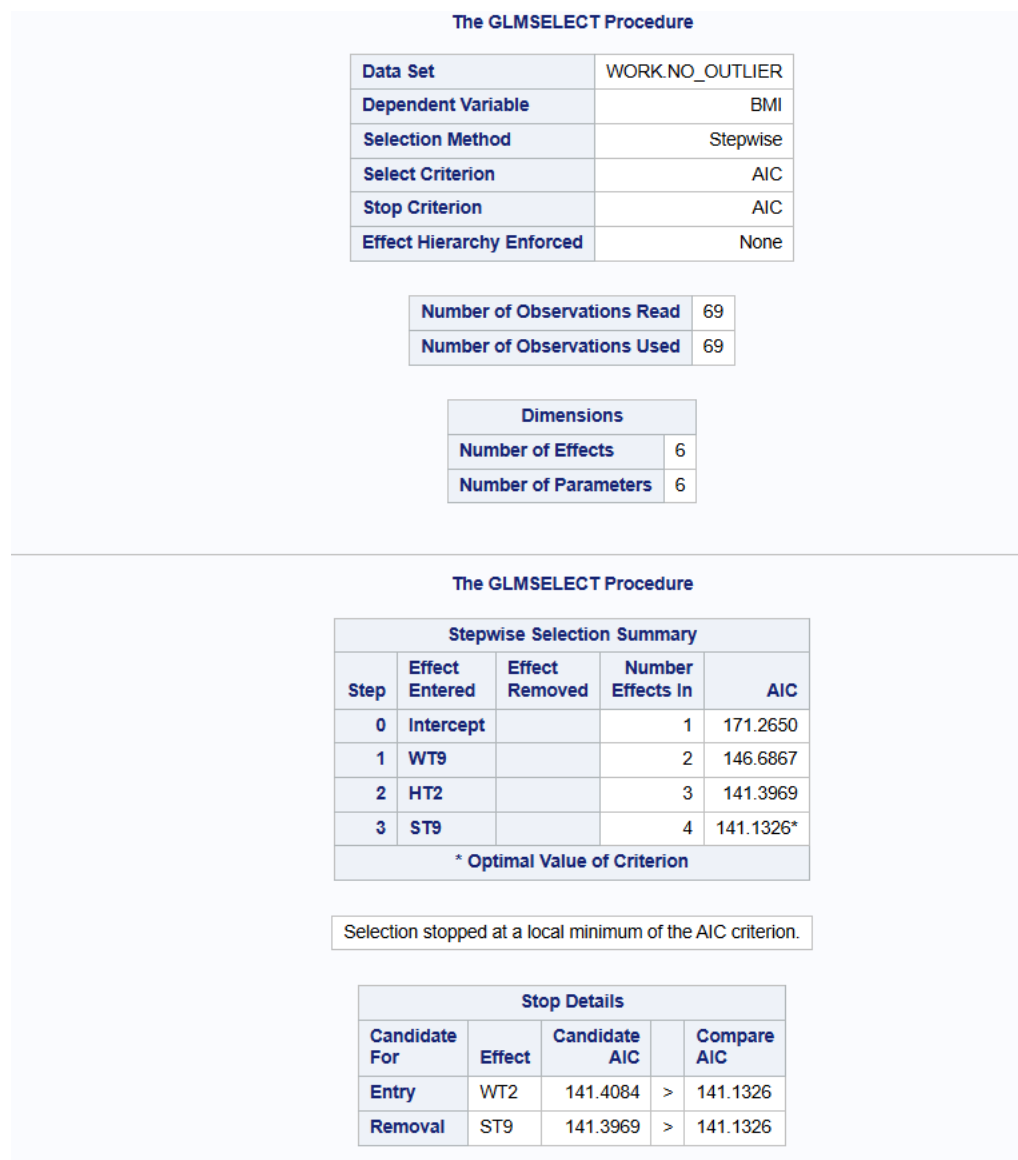 The GLMSELECT Procedure
Data Set WORK.NO_OUTLIER
Dependent Variable BMI
Selection Method Stepwise
Select Criterion AIC
Stop Criterion AIC
Effect Hierarchy Enforced None
Number of Observations Read 69
Number of Observations Used 69
Dimensions
Number of Effects 6
Number of Parameters 6
The GLMSELECT Procedure
Stepwise Selection Summary
Step Effect Entered Effect Removed Number Effects In AIC
0 Intercept 1 171.2650
1 WT9 2 146.6867
2 HT2 3 141.3969
3 ST9 4 141.1326*
* Optimal Value of Criterion
Selection stopped at a local minimum of the AIC criterion.
Stop Details
Candidate For Effect Candidate AIC Compare AIC
Entry WT2 141.4084 > 141.1326
Removal ST9 141.3969 > 141.1326